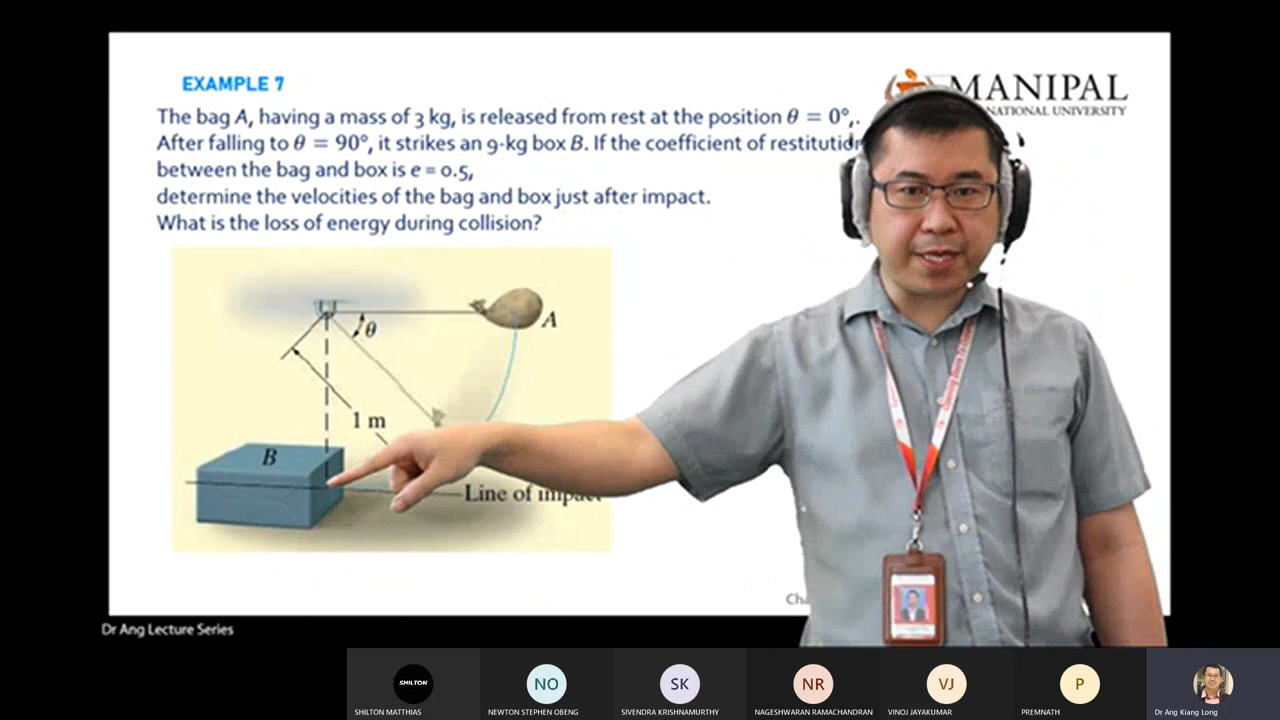 EXAMPLE 7
MANIPAL
NATIONAL UNIVERSITY
The bag A, having a mass of 3 kg, is released from rest at the position θ = 0°,.
After falling to θ = 90°, it strikes an 9-kg box B. If the coefficient of restitution
between the bag and box is e = 0.5,
determine the velocities of the bag and box just after impact.
What is the loss of energy during collision?
θ
A
1 m
B
Line of impact
Dr Ang Lecture Series
SHILTON
NO
SK
NR
VJ
P
SHILTON MATTHIAS
NEWTON STEPHEN OBENG
SIVENDRA KRISHNAMURTHY
NAGESHWARAN RAMACHANDRAN
VINOJ JAYAKUMAR
PREMNATH
Dr Ang Kiang Long